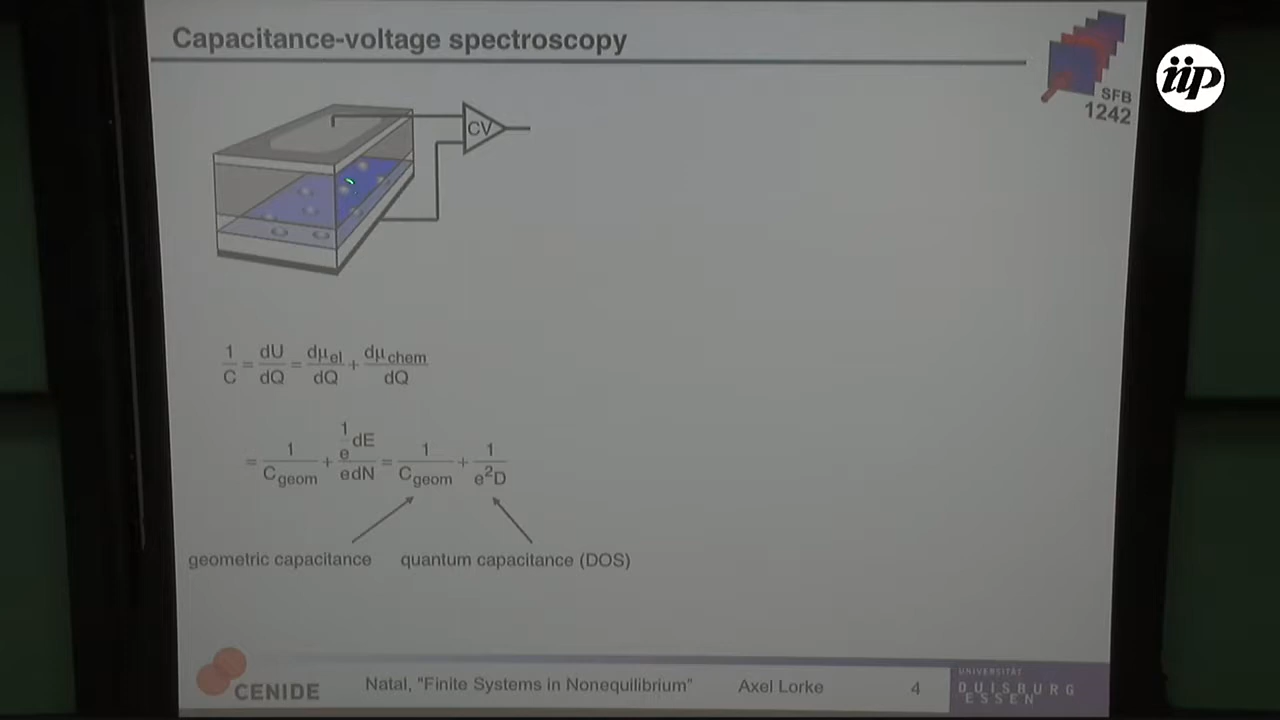 Capacitance-voltage spectroscopy
iip
SFB
1242
CV
1/C = dU/dQ = dμel/dQ + dμchem/dQ
= 1/Cgeom + 1/e dE/edN = 1/Cgeom + 1/e²D
geometric capacitance quantum capacitance (DOS)
CENIDE Natal, "Finite Systems in Nonequilibrium" Axel Lorke 4
UNIVERSITÄT
DUISBURG
ESSEN